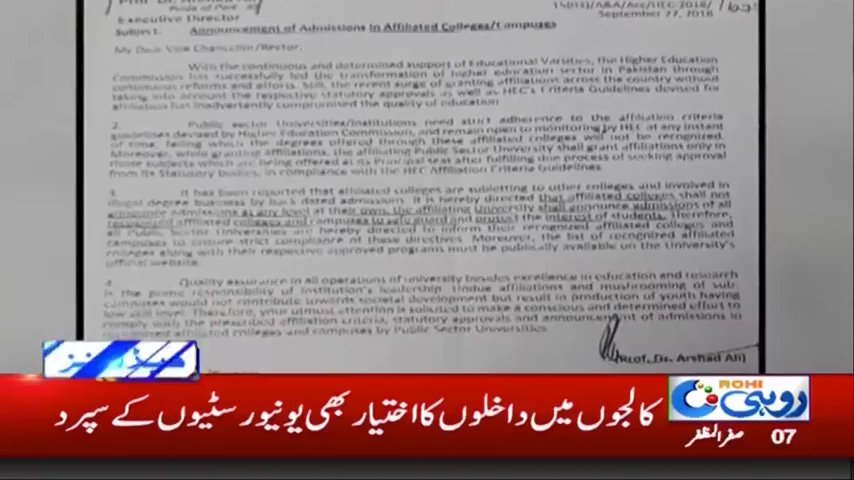 Prof. Dr. Arshad Ali
Executive Director
15(03)/A&A/Acc/HEC-2018/
September 27, 2018
Subject: Announcement of Admissions in Affiliated Colleges/Campuses
My Dear Vice Chancellor/Rector,
With the continuous and determined support of Educational Varsities, the Higher Education
Commission has successfully led the transformation of higher education sector in Pakistan through
continuous reforms and efforts. Still, the recent surge of granting affiliations across the country without
taking into account the respective statutory approvals as well as HEC's Criteria Guidelines devised for
affiliation has inadvertently compromised the quality of education.
2. Public sector Universities/Institutions need strict adherence to the affiliation criteria
guidelines devised by Higher Education Commission, and remain open to monitoring by HEC at any instant
of time, failing which the degrees offered through these affiliated colleges will not be recognized.
Moreover, while granting affiliations, the affiliating Public Sector University shall grant affiliations only in
those subjects which are being offered at its Principal seat after fulfilling due process of seeking approval
from its Statutory bodies, in compliance with the HEC Affiliation Criteria Guidelines.
3. It has been reported that affiliated colleges are subletting to other colleges and involved in
illegal degree business by back dated admissions. It is hereby directed that affiliated colleges shall not
announce admissions at any level at their own, the affiliating University shall announce admissions of all
recognized affiliated colleges and campuses to safe guard and protect the interest of students. Therefore,
all Public Sector Universities are hereby directed to inform their recognized affiliated colleges and
campuses to ensure strict compliance of these directives. Moreover, the list of recognized affiliated
colleges along with their respective approved programs must be publically available on the University's
official website.
4. Quality assurance in all operations of university besides excellence in education and research
is the prime responsibility of institution's leadership. Undue affiliations and mushrooming of sub-
campuses would not contribute towards societal development but result in production of youth having
low skill level. Therefore, your utmost attention is solicited to make a conscious and determined effort to
comply with the prescribed affiliation criteria, statutory approvals and announcement of admissions in
affiliated colleges and campuses by Public Sector Universities.
(Prof. Dr. Arshad Ali)
ROHI
روہی
کالجوں میں داخلوں کا اختیار بھی یونیورسٹیوں کے سپرد
07 صفر المظفر